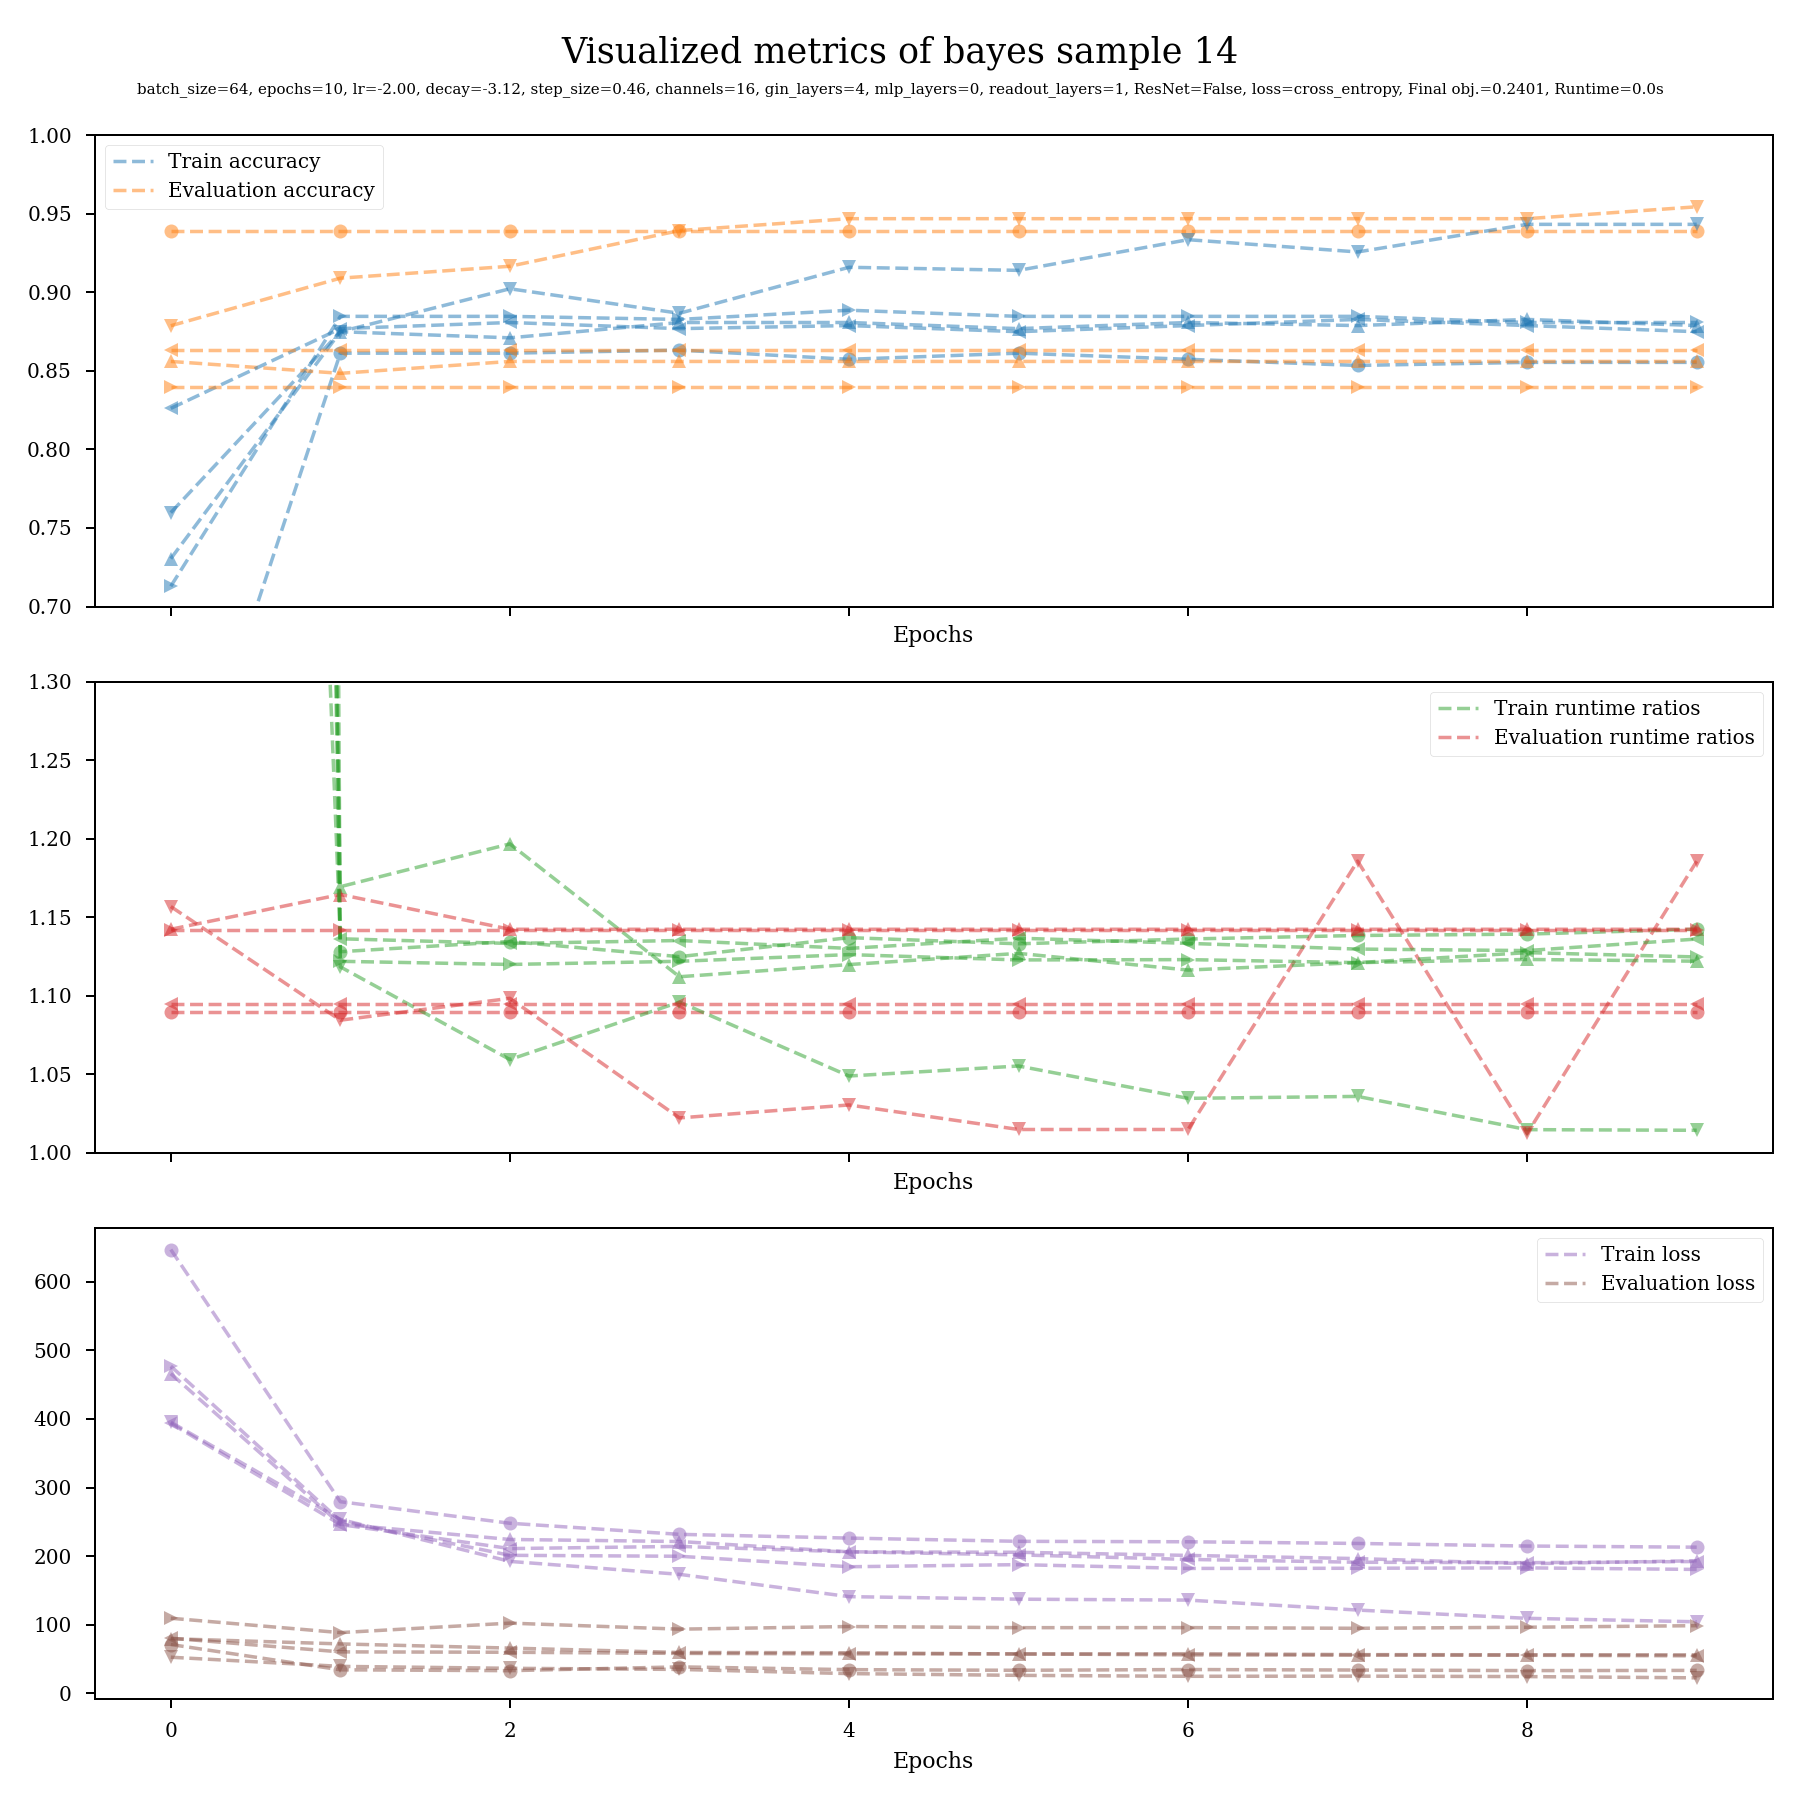 Visualized metrics of bayes sample 14
batch_size=64, epochs=10, lr=-2.00, decay=-3.12, step_size=0.46, channels=16, gin_layers=4, mlp_layers=0, readout_layers=1, ResNet=False, loss=cross_entropy, Final obj.=0.2401, Runtime=0.0s
1.00
0.95
0.90
0.85
0.80
0.75
0.70
Train accuracy
Evaluation accuracy
Epochs
1.30
1.25
1.20
1.15
1.10
1.05
1.00
Train runtime ratios
Evaluation runtime ratios
Epochs
600
500
400
300
200
100
0
Train loss
Evaluation loss
0 2 4 6 8
Epochs